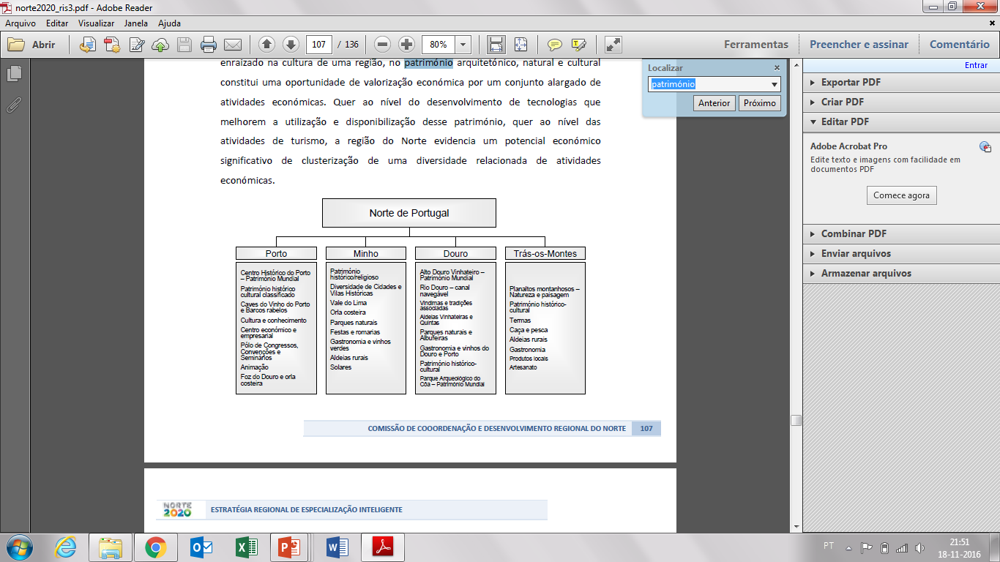 norte2020_ris3.pdf - Adobe Reader
Arquivo Editar Visualizar Janela Ajuda
Abrir 107 / 136 80% Ferramentas Preencher e assinar Comentário
enraizado na cultura de uma região, no património arquitetónico, natural e cultural
constitui uma oportunidade de valorização económica por um conjunto alargado de
atividades económicas. Quer ao nível do desenvolvimento de tecnologias que
melhorem a utilização e disponibilização desse património, quer ao nível das
atividades de turismo, a região do Norte evidencia um potencial económico
significativo de clusterização de uma diversidade relacionada de atividades
económicas.
Localizar
património
Anterior Próximo
Entrar
Exportar PDF
Criar PDF
Editar PDF
Adobe Acrobat Pro
Edite texto e imagens com facilidade em
documentos PDF
Comece agora
Combinar PDF
Enviar arquivos
Armazenar arquivos
Norte de Portugal
Porto
Centro Histórico do Porto
– Património Mundial
Património histórico
cultural classificado
Caves do Vinho do Porto
e Barcos rabelos
Cultura e conhecimento
Centro económico e
empresarial
Pólo de Congressos,
Convenções e
Seminários
Animação
Foz do Douro e orla
costeira
Minho
Património
histórico/religioso
Diversidade de Cidades e
Vilas Históricas
Vale do Lima
Orla costeira
Parques naturais
Festas e romarias
Gastronomia e vinhos
verdes
Aldeias rurais
Solares
Douro
Alto Douro Vinhateiro –
Património Mundial
Rio Douro – canal
navegável
Vindimas e tradições
associadas
Aldeias Vinhateiras e
Quintas
Parques naturais e
Albufeiras
Gastronomia e vinhos do
Douro e Porto
Património histórico-
cultural
Parque Arqueológico do
Côa – Património Mundial
Trás-os-Montes
Planaltos montanhosos –
Natureza e paisagem
Património histórico-
cultural
Termas
Caça e pesca
Aldeias rurais
Gastronomia
Produtos locais
Artesanato
COMISSÃO DE COOORDENAÇÃO E DESENVOLVIMENTO REGIONAL DO NORTE 107
NORTE
2020
ESTRATÉGIA REGIONAL DE ESPECIALIZAÇÃO INTELIGENTE
PT
21:51
18-11-2016